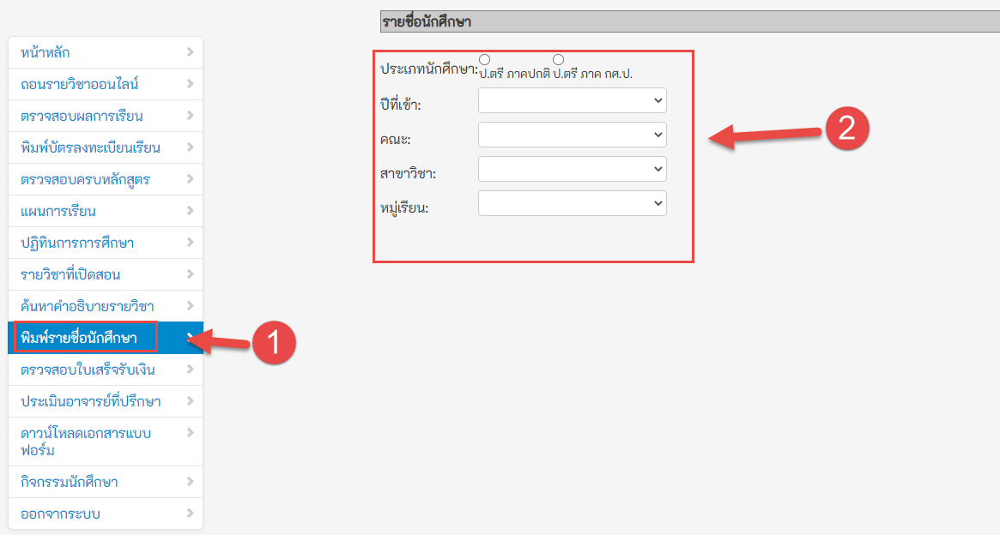 รายชื่อนักศึกษา
หน้าหลัก
ถอนรายวิชาออนไลน์
ตรวจสอบผลการเรียน
พิมพ์บัตรลงทะเบียนเรียน
ตรวจสอบครบหลักสูตร
แผนการเรียน
ปฏิทินการการศึกษา
รายวิชาที่เปิดสอน
ค้นหาคำอธิบายรายวิชา
พิมพ์รายชื่อนักศึกษา
ตรวจสอบใบเสร็จรับเงิน
ประเมินอาจารย์ที่ปรึกษา
ดาวน์โหลดเอกสารแบบ
ฟอร์ม
กิจกรรมนักศึกษา
ออกจากระบบ
1
ประเภทนักศึกษา: ป.ตรี ภาคปกติ ป.ตรี ภาค กศ.ป.
ปีที่เข้า:
คณะ:
สาขาวิชา:
หมู่เรียน:
2